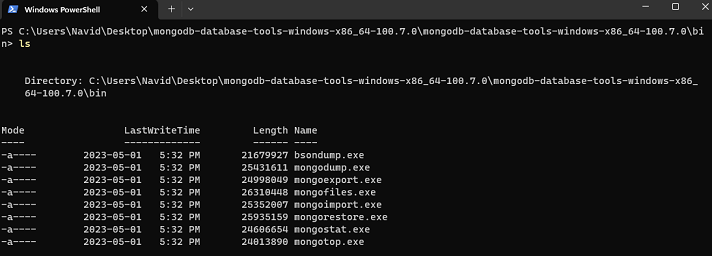 Windows PowerShell
PS C:\Users\Navid\Desktop\mongodb-database-tools-windows-x86_64-100.7.0\mongodb-database-tools-windows-x86_64-100.7.0\bi
n> ls
Directory: C:\Users\Navid\Desktop\mongodb-database-tools-windows-x86_64-100.7.0\mongodb-database-tools-windows-x86_
64-100.7.0\bin
Mode                 LastWriteTime         Length Name
----                 -------------         ------ ----
-a----        2023-05-01   5:32 PM       21679927 bsondump.exe
-a----        2023-05-01   5:32 PM       25431611 mongodump.exe
-a----        2023-05-01   5:32 PM       24998049 mongoexport.exe
-a----        2023-05-01   5:32 PM       26310448 mongofiles.exe
-a----        2023-05-01   5:32 PM       25352007 mongoimport.exe
-a----        2023-05-01   5:32 PM       25935159 mongorestore.exe
-a----        2023-05-01   5:32 PM       24606654 mongostat.exe
-a----        2023-05-01   5:32 PM       24013890 mongotop.exe